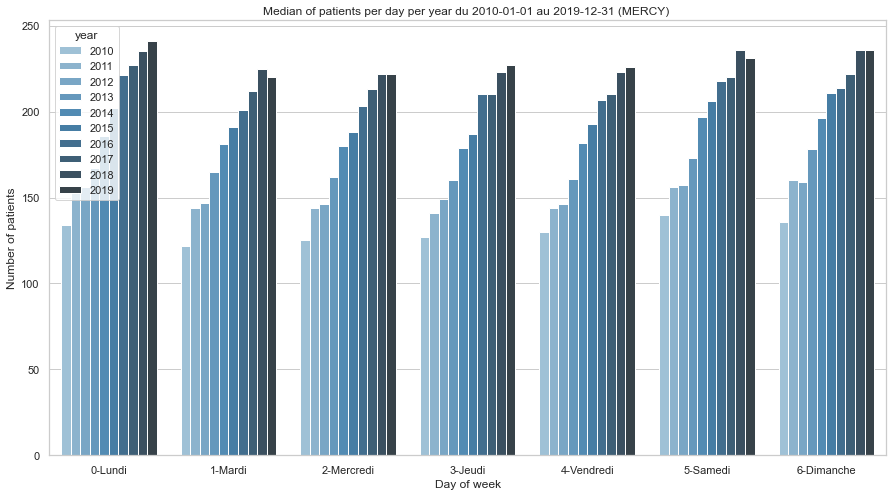 Median of patients per day per year du 2010-01-01 au 2019-12-31 (MERCY)
year
2010
2011
2012
2013
2014
2015
2016
2017
2018
2019
Number of patients
250
200
150
100
50
0
0-Lundi
1-Mardi
2-Mercredi
3-Jeudi
4-Vendredi
5-Samedi
6-Dimanche
Day of week